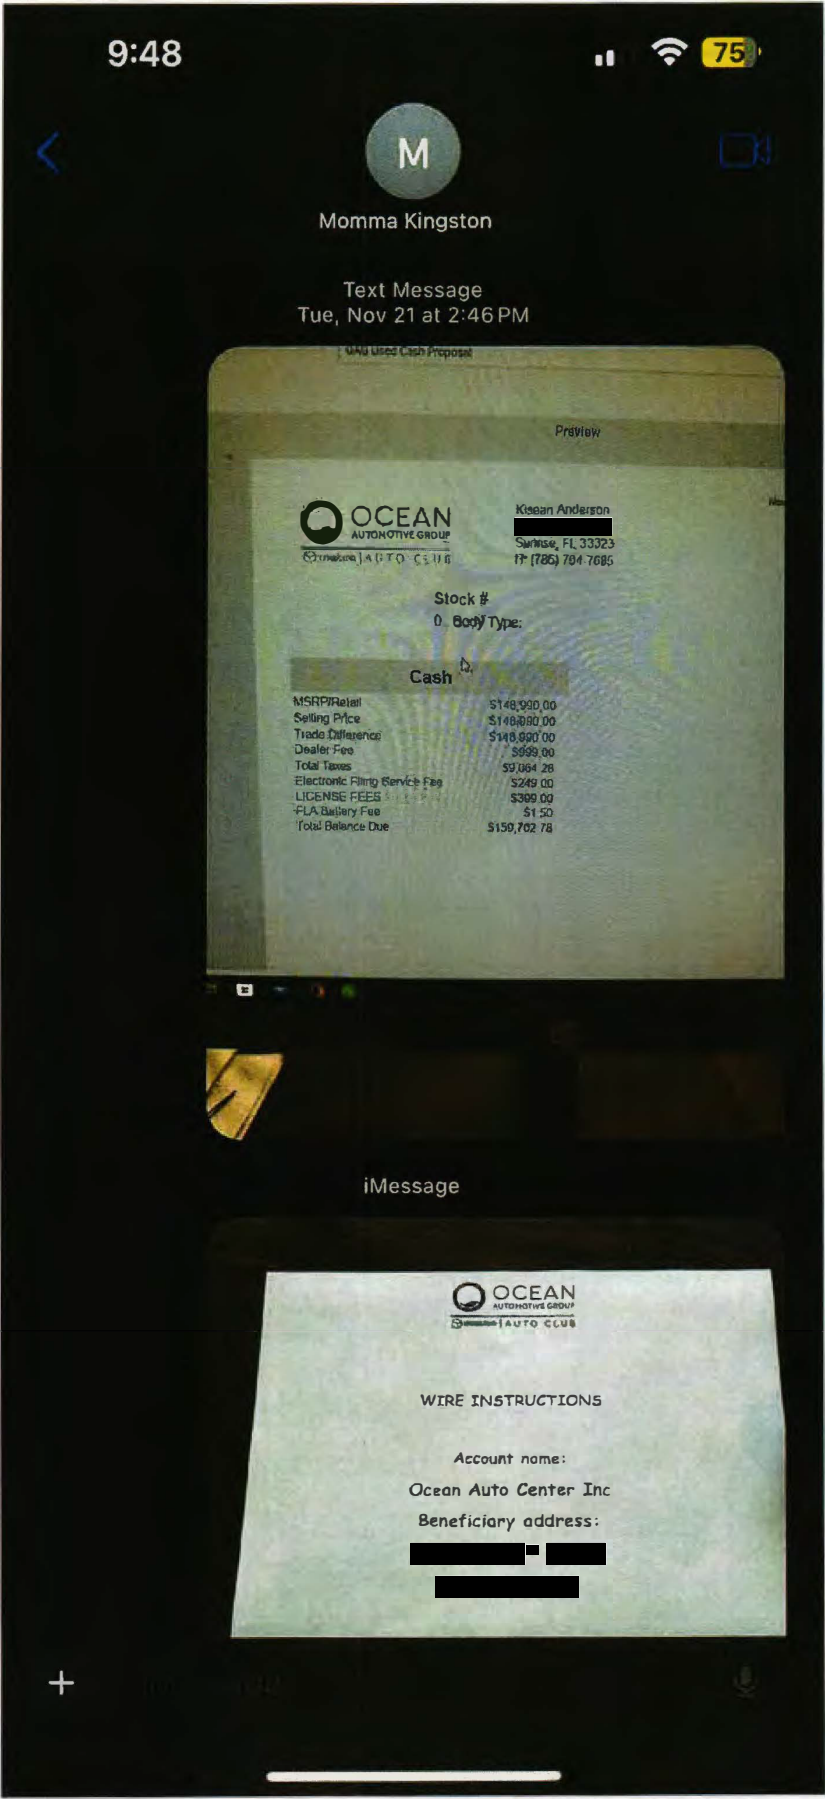 9:48
75
M
Momma Kingston
Text Message
Tue, Nov 21 at 2:46 PM
Used Cash Proposal
Preview
OCEAN
AUTOMOTIVE GROUP
AUTO CLUB
Kisean Anderson
Sunrise, FL 33323
Stock #
0 Body Type:
Cash
MSRP/Retail $148,990.00
Selling Price $148,990.00
Trade Difference $148,990.00
Dealer Fee $999.00
Total Taxes $9,064.28
Electronic Filing Service Fee $249.00
LICENSE FEES $399.00
FLA Battery Fee $1.50
Total Balance Due $159,702.78
iMessage
OCEAN
AUTOMOTIVE GROUP
AUTO CLUB
WIRE INSTRUCTIONS
Account name:
Ocean Auto Center Inc
Beneficiary address: